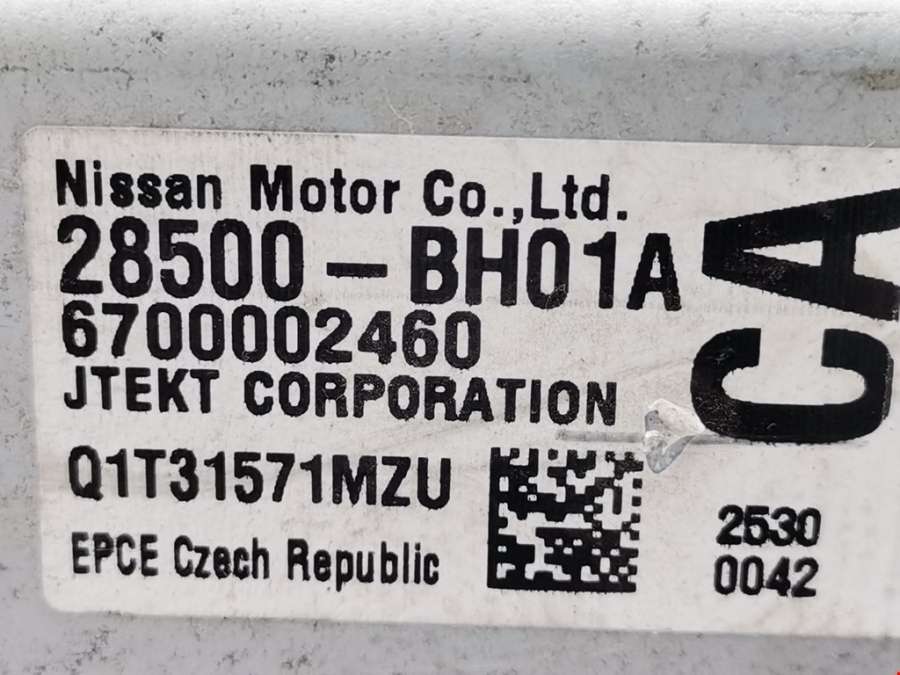 Nissan Motor Co.,Ltd.
28500-BH01A
6700002460
JTEKT CORPORATION
Q1T31571MZU
EPCE Czech Republic
CA
2530
0042